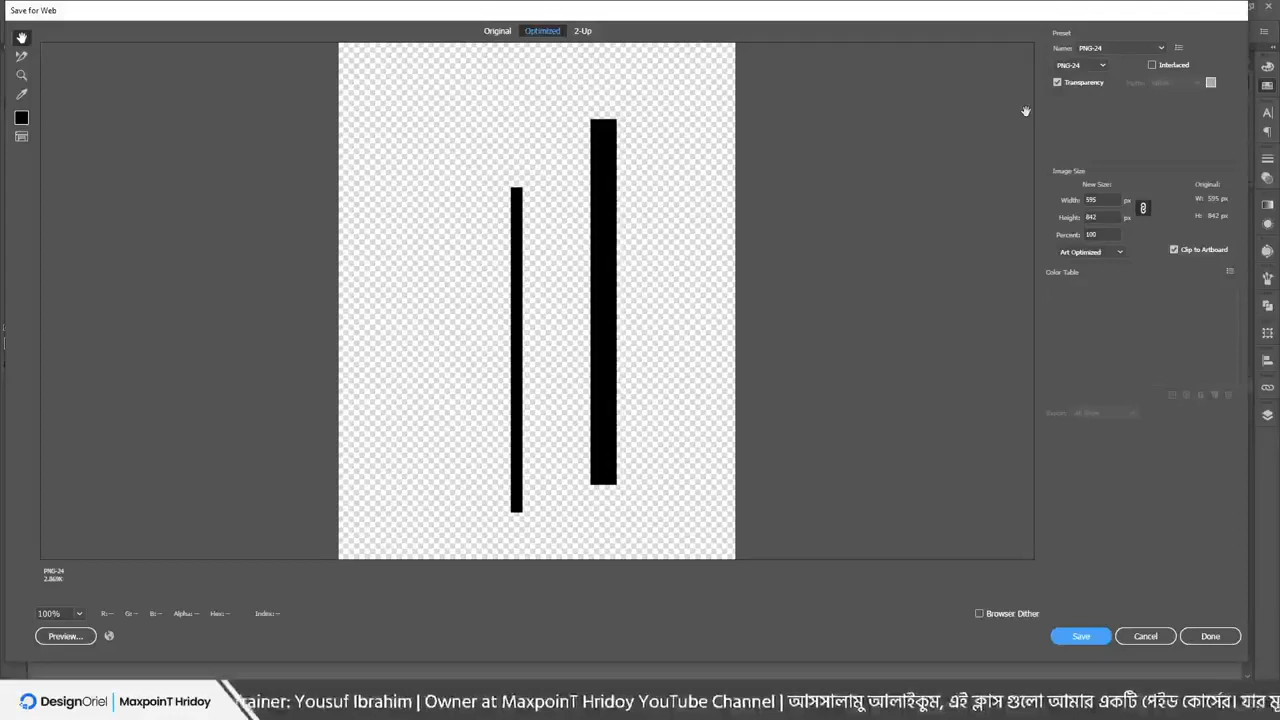 Save for Web
Original Optimized 2-Up
Preset
Name: PNG-24
PNG-24 Interlaced
Transparency
Image Size
New Size: Original:
Width: 595 px W: 595 px
Height: 842 px H: 842 px
Percent: 100
Art Optimized Clip to Artboard
Color Table
PNG-24
2.869K
100% R: -- G: -- B: -- Alpha: -- Hex: -- Index: -- Browser Dither
Preview... Save Cancel Done
DesignOriel | MaxpoinT Hridoy tainer: Yousuf Ibrahim | Owner at MaxpoinT Hridoy YouTube Channel | আসসালামু আলাইকুম, এই ক্লাস গুলো আমার একটি পেইড কোর্সের। যার